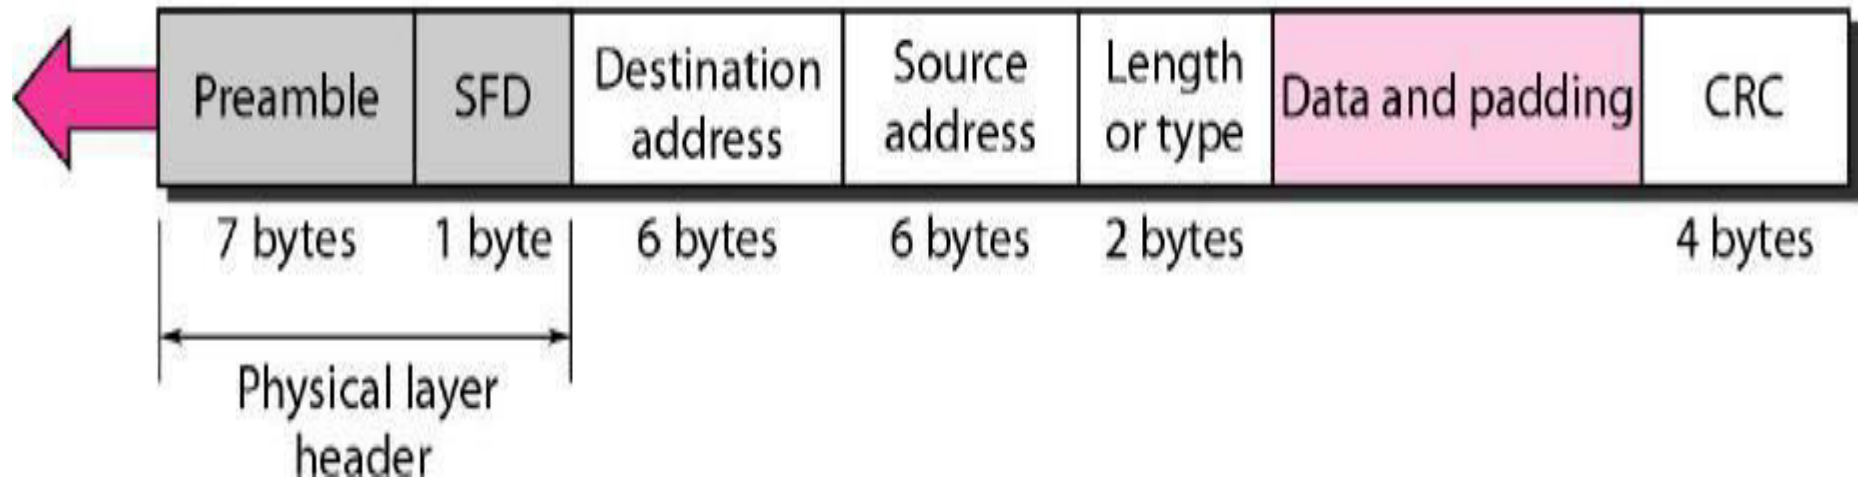 Preamble
SFD
Destination
address
Source
address
Length
or type
Data and padding
CRC
7 bytes
1 byte
6 bytes
6 bytes
2 bytes
4 bytes
Physical layer
header